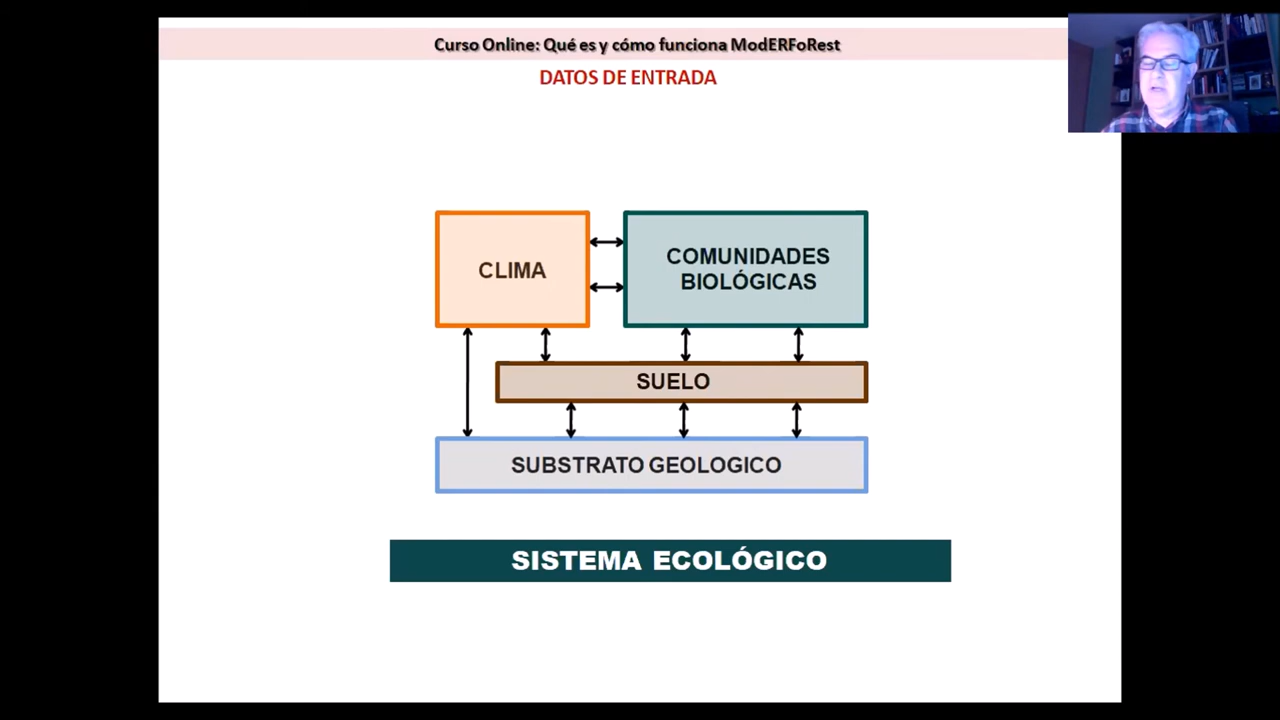 Curso Online: Qué es y cómo funciona ModERFoRest
DATOS DE ENTRADA
CLIMA
COMUNIDADES
BIOLÓGICAS
SUELO
SUBSTRATO GEOLOGICO
SISTEMA ECOLÓGICO